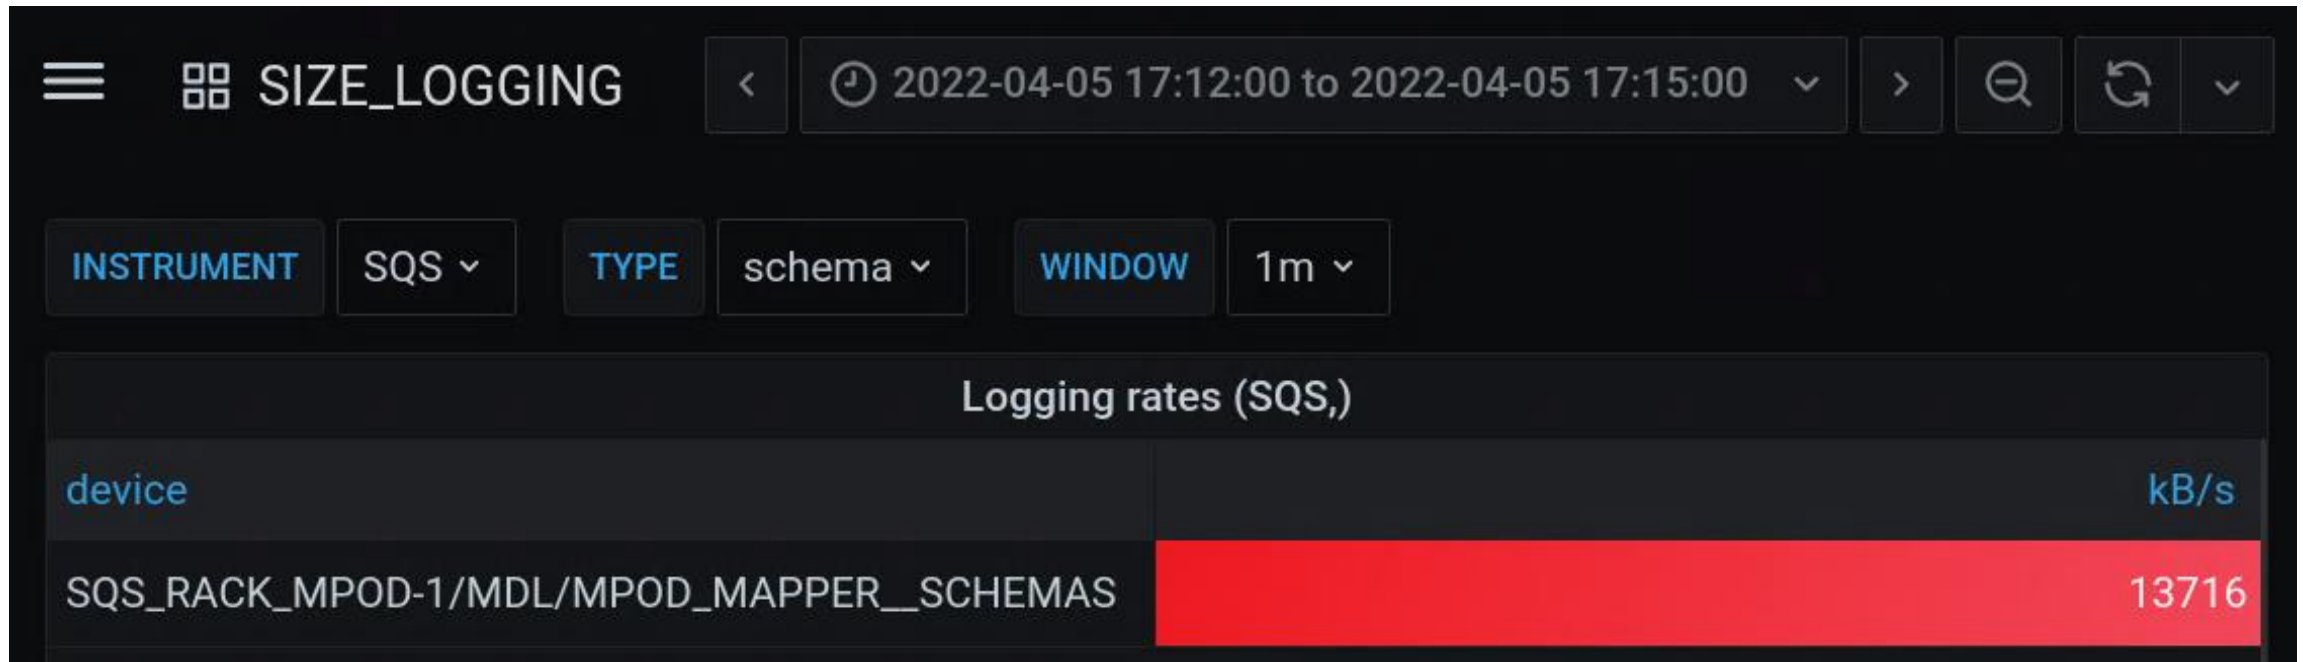 SIZE_LOGGING
2022-04-05 17:12:00 to 2022-04-05 17:15:00
INSTRUMENT SQS TYPE schema WINDOW 1m
Logging rates (SQS,)
device kB/s
SQS_RACK_MPOD-1/MDL/MPOD_MAPPER__SCHEMAS 13716